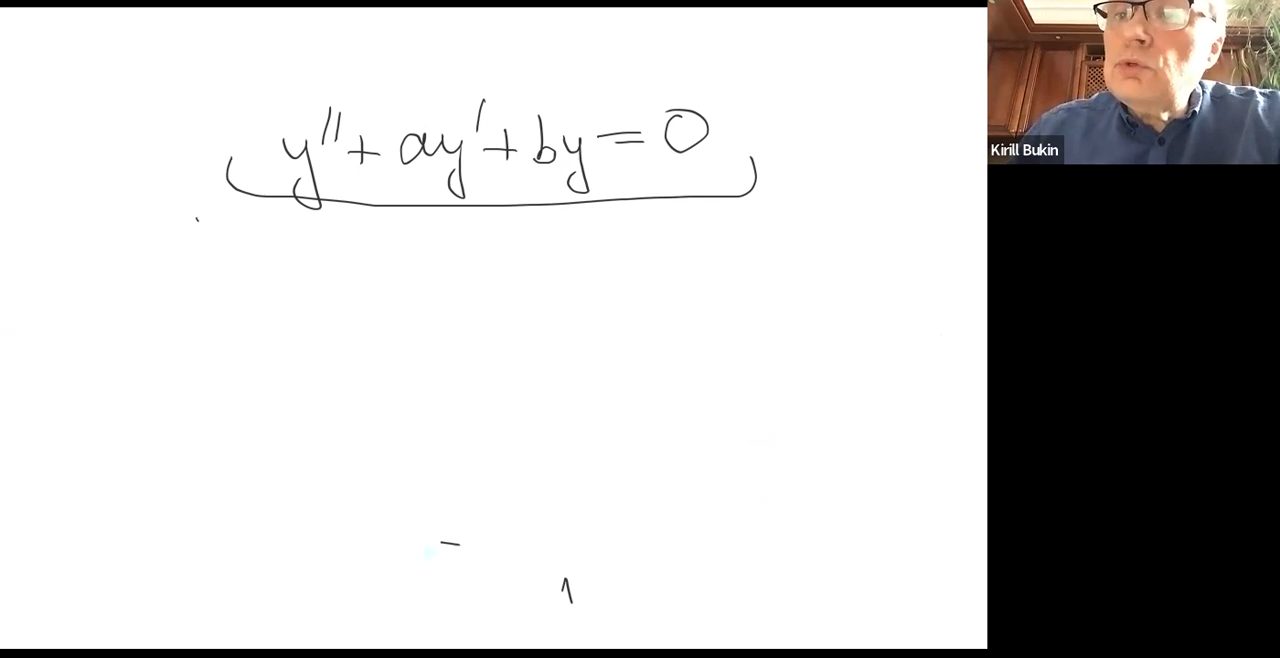 y'' + ay' + by = 0
Kirill Bukin